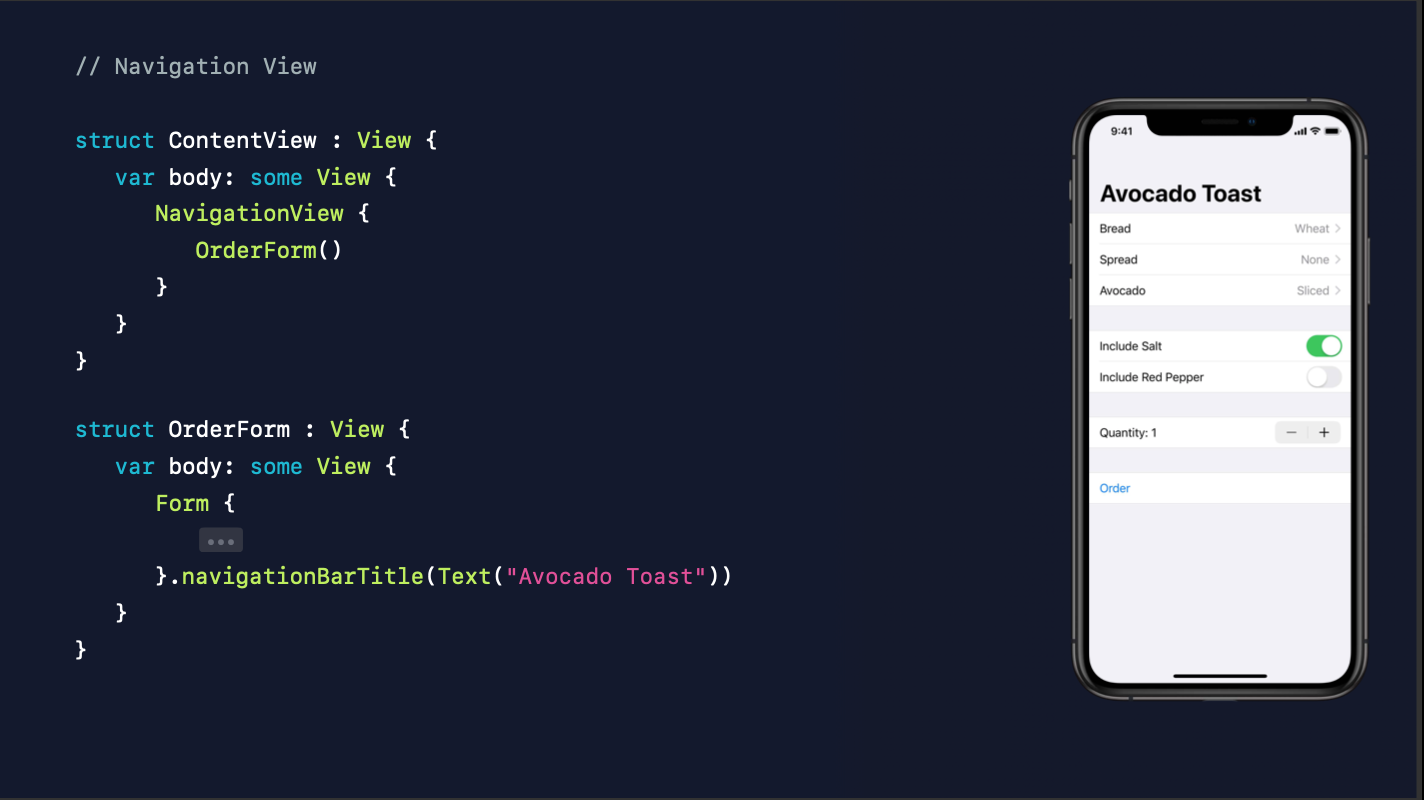 // Navigation View
struct ContentView : View {
var body: some View {
NavigationView {
OrderForm()
}
}
}
struct OrderForm : View {
var body: some View {
Form {
...
}.navigationBarTitle(Text("Avocado Toast"))
}
}
9:41
Avocado Toast
Bread Wheat
Spread None
Avocado Sliced
Include Salt
Include Red Pepper
Quantity: 1 − +
Order